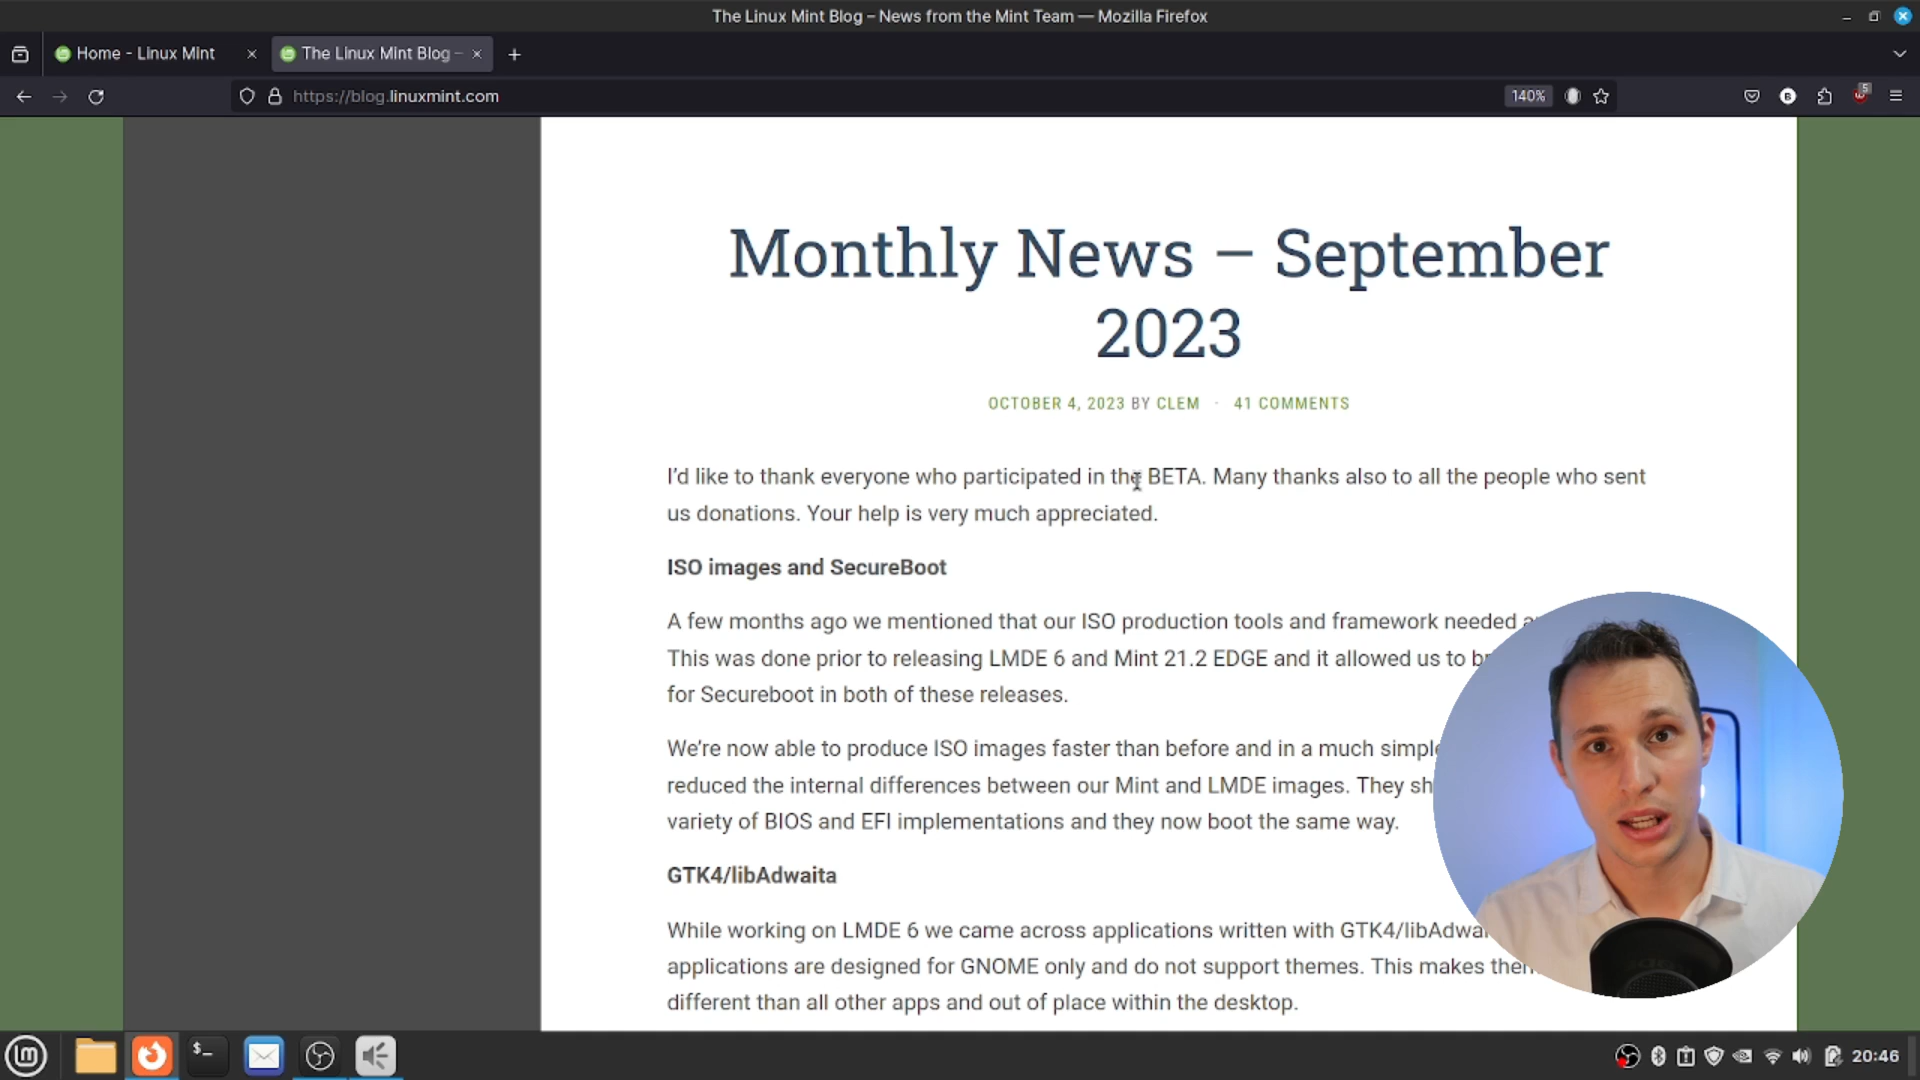 The Linux Mint Blog – News from the Mint Team — Mozilla Firefox
Home - Linux Mint
The Linux Mint Blog –
https://blog.linuxmint.com
140%
5
Monthly News – September
2023
OCTOBER 4, 2023 BY CLEM · 41 COMMENTS
I’d like to thank everyone who participated in the BETA. Many thanks also to all the people who sent
us donations. Your help is very much appreciated.
ISO images and SecureBoot
A few months ago we mentioned that our ISO production tools and framework needed
This was done prior to releasing LMDE 6 and Mint 21.2 EDGE and it allowed us to
for Secureboot in both of these releases.
We’re now able to produce ISO images faster than before and in a much
reduced the internal differences between our Mint and LMDE images. They
variety of BIOS and EFI implementations and they now boot the same way.
GTK4/libAdwaita
While working on LMDE 6 we came across applications written with
applications are designed for GNOME only and do not support themes. This makes
different than all other apps and out of place within the desktop.
$_
20:46